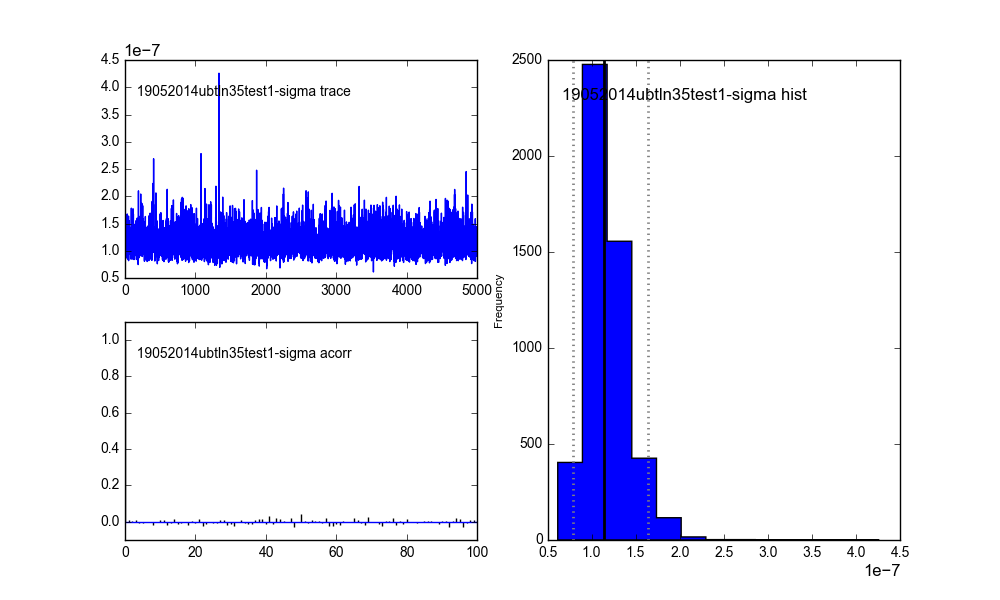 1e−7
4.5
4.0
3.5
3.0
2.5
2.0
1.5
1.0
0.5
19052014ubtln35test1-sigma trace
0 1000 2000 3000 4000 5000
1.0
0.8
0.6
0.4
0.2
0.0
19052014ubtln35test1-sigma acorr
0 20 40 60 80 100
Frequency
2500
2000
1500
1000
500
0
19052014ubtln35test1-sigma hist
0.5 1.0 1.5 2.0 2.5 3.0 3.5 4.0 4.5
1e−7